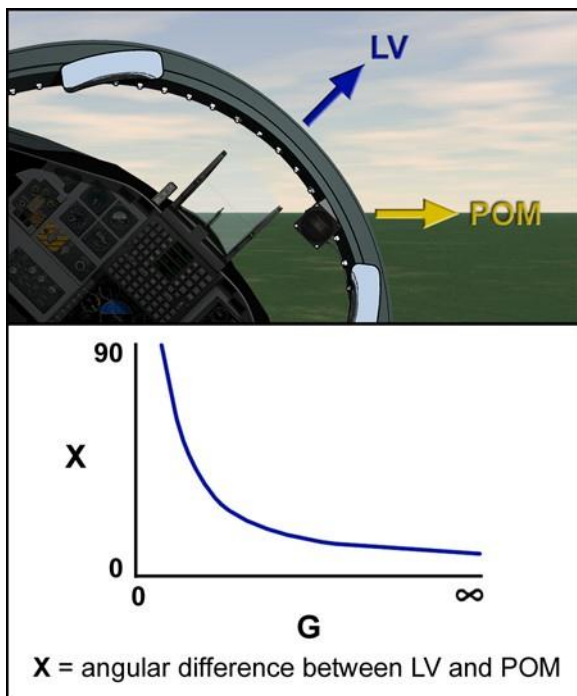 LV
POM
90
X
0
0
∞
G
X = angular difference between LV and POM